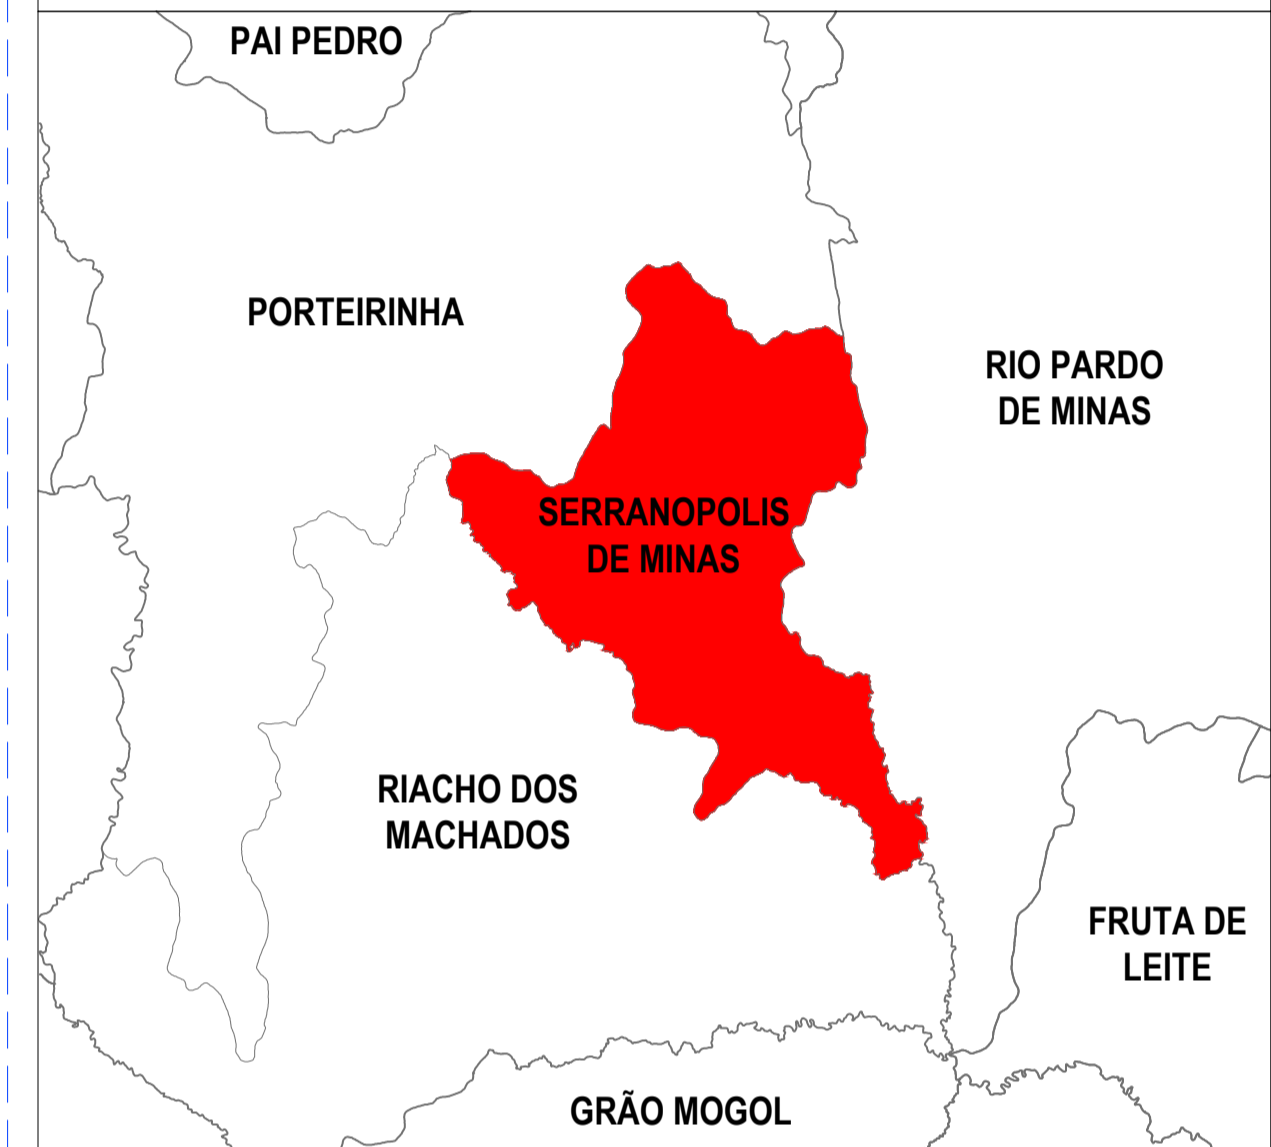 PAI PEDRO
PORTEIRINHA
RIO PARDO
DE MINAS
SERRANOPOLIS
DE MINAS
RIACHO DOS
MACHADOS
FRUTA DE
LEITE
GRÃO MOGOL